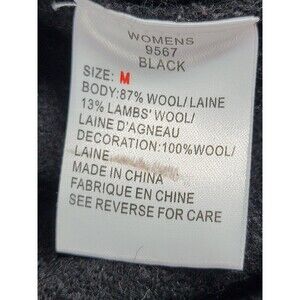 WOMENS
9567
BLACK
SIZE: M
BODY:87% WOOL/ LAINE
13% LAMBS' WOOL/
LAINE D'AGNEAU
DECORATION:100%WOOL/
LAINE
MADE IN CHINA
FABRIQUE EN CHINE
SEE REVERSE FOR CARE